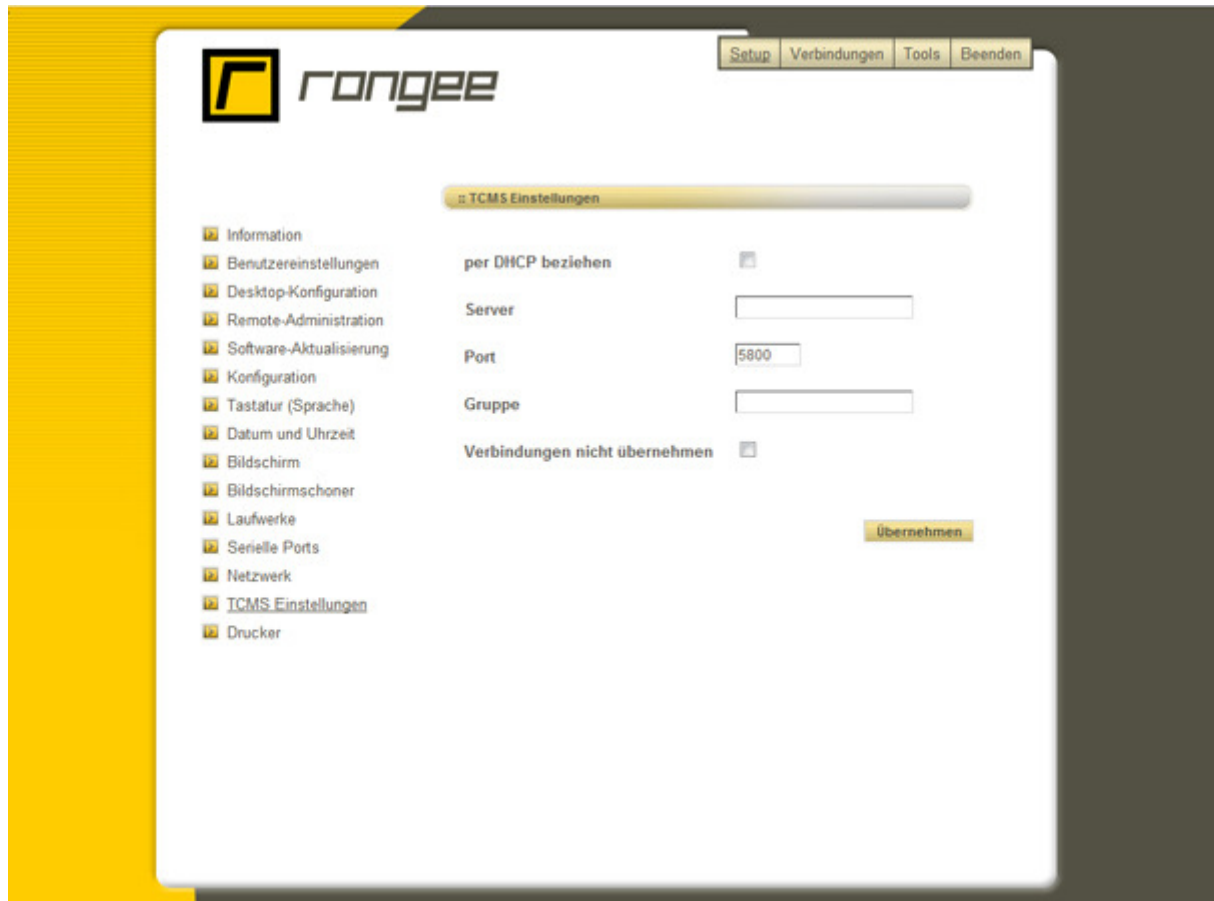 rangee
Setup Verbindungen Tools Beenden
:: TCMS Einstellungen
Information
Benutzereinstellungen
Desktop-Konfiguration
Remote-Administration
Software-Aktualisierung
Konfiguration
Tastatur (Sprache)
Datum und Uhrzeit
Bildschirm
Bildschirmschoner
Laufwerke
Serielle Ports
Netzwerk
TCMS Einstellungen
Drucker
per DHCP beziehen
Server
Port 5800
Gruppe
Verbindungen nicht übernehmen
Übernehmen